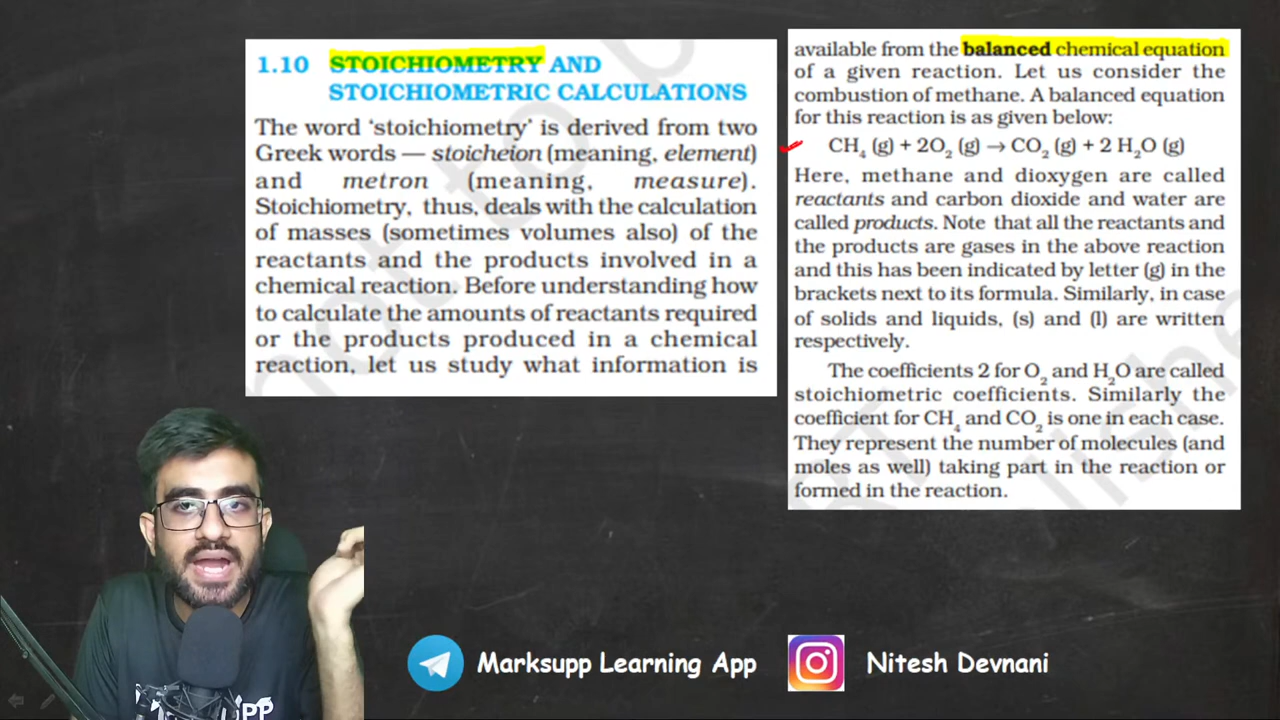 1.10 STOICHIOMETRY AND
STOICHIOMETRIC CALCULATIONS
The word ‘stoichiometry’ is derived from two
Greek words — stoicheion (meaning, element)
and metron (meaning, measure).
Stoichiometry, thus, deals with the calculation
of masses (sometimes volumes also) of the
reactants and the products involved in a
chemical reaction. Before understanding how
to calculate the amounts of reactants required
or the products produced in a chemical
reaction, let us study what information is
available from the balanced chemical equation
of a given reaction. Let us consider the
combustion of methane. A balanced equation
for this reaction is as given below:
CH₄ (g) + 2O₂ (g) → CO₂ (g) + 2 H₂O (g)
Here, methane and dioxygen are called
reactants and carbon dioxide and water are
called products. Note that all the reactants and
the products are gases in the above reaction
and this has been indicated by letter (g) in the
brackets next to its formula. Similarly, in case
of solids and liquids, (s) and (l) are written
respectively.
The coefficients 2 for O₂ and H₂O are called
stoichiometric coefficients. Similarly the
coefficient for CH₄ and CO₂ is one in each case.
They represent the number of molecules (and
moles as well) taking part in the reaction or
formed in the reaction.
Marksupp Learning App
Nitesh Devnani